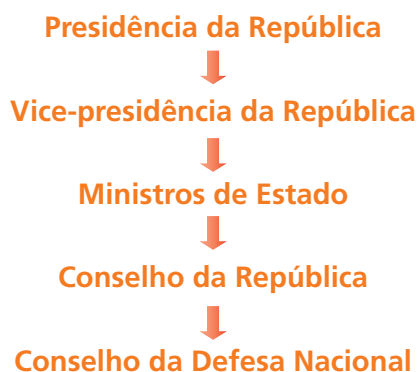 Presidência da República
Vice-presidência da República
Ministros de Estado
Conselho da República
Conselho da Defesa Nacional